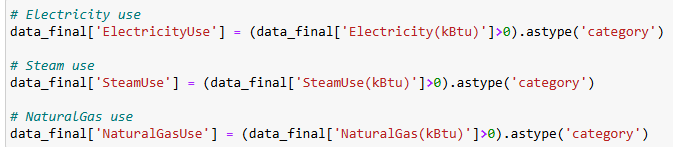 # Electricity use
data_final['ElectricityUse'] = (data_final['Electricity(kBtu)']>0).astype('category')
# Steam use
data_final['SteamUse'] = (data_final['SteamUse(kBtu)']>0).astype('category')
# NaturalGas use
data_final['NaturalGasUse'] = (data_final['NaturalGas(kBtu)']>0).astype('category')